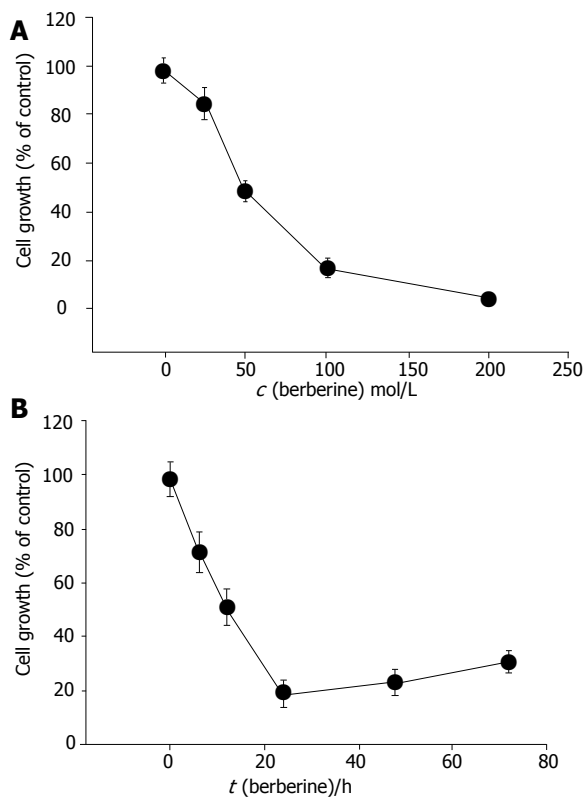 A
120
100
80
60
40
20
0
Cell growth (% of control)
0 50 100 150 200 250
c (berberine) mol/L
B
120
100
80
60
40
20
0
Cell growth (% of control)
0 20 40 60 80
t (berberine)/h